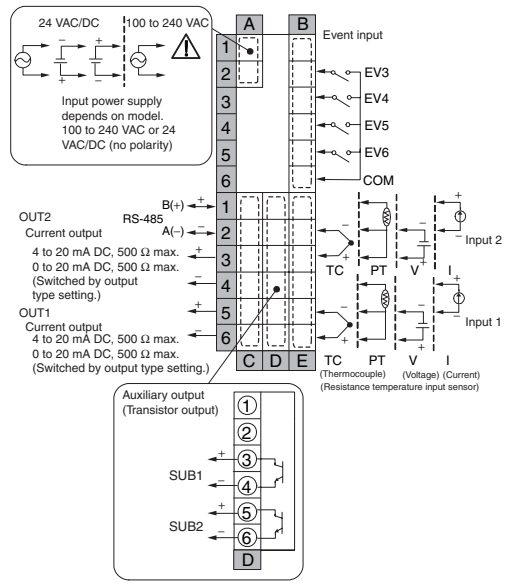 24 VAC/DC
100 to 240 VAC
− +
+ −
Input power supply
depends on model.
100 to 240 VAC or 24
VAC/DC (no polarity)
A
B
1
2
3
4
5
6
Event input
EV3
EV4
EV5
EV6
COM
1
2
3
4
5
6
C
D
E
B(+) +
RS-485
A(−) −
OUT2
Current output
4 to 20 mA DC, 500 Ω max.
0 to 20 mA DC, 500 Ω max.
(Switched by output
type setting.)
+
−
OUT1
Current output
4 to 20 mA DC, 500 Ω max.
0 to 20 mA DC, 500 Ω max.
(Switched by output type setting.)
+
−
− + − + + −
TC PT V I
Input 2
− + − + + −
Input 1
TC PT V I
(Thermocouple) (Voltage) (Current)
(Resistance temperature input sensor)
Auxiliary output
(Transistor output)
1
2
3
4
5
6
D
SUB1
+
−
SUB2
+
−